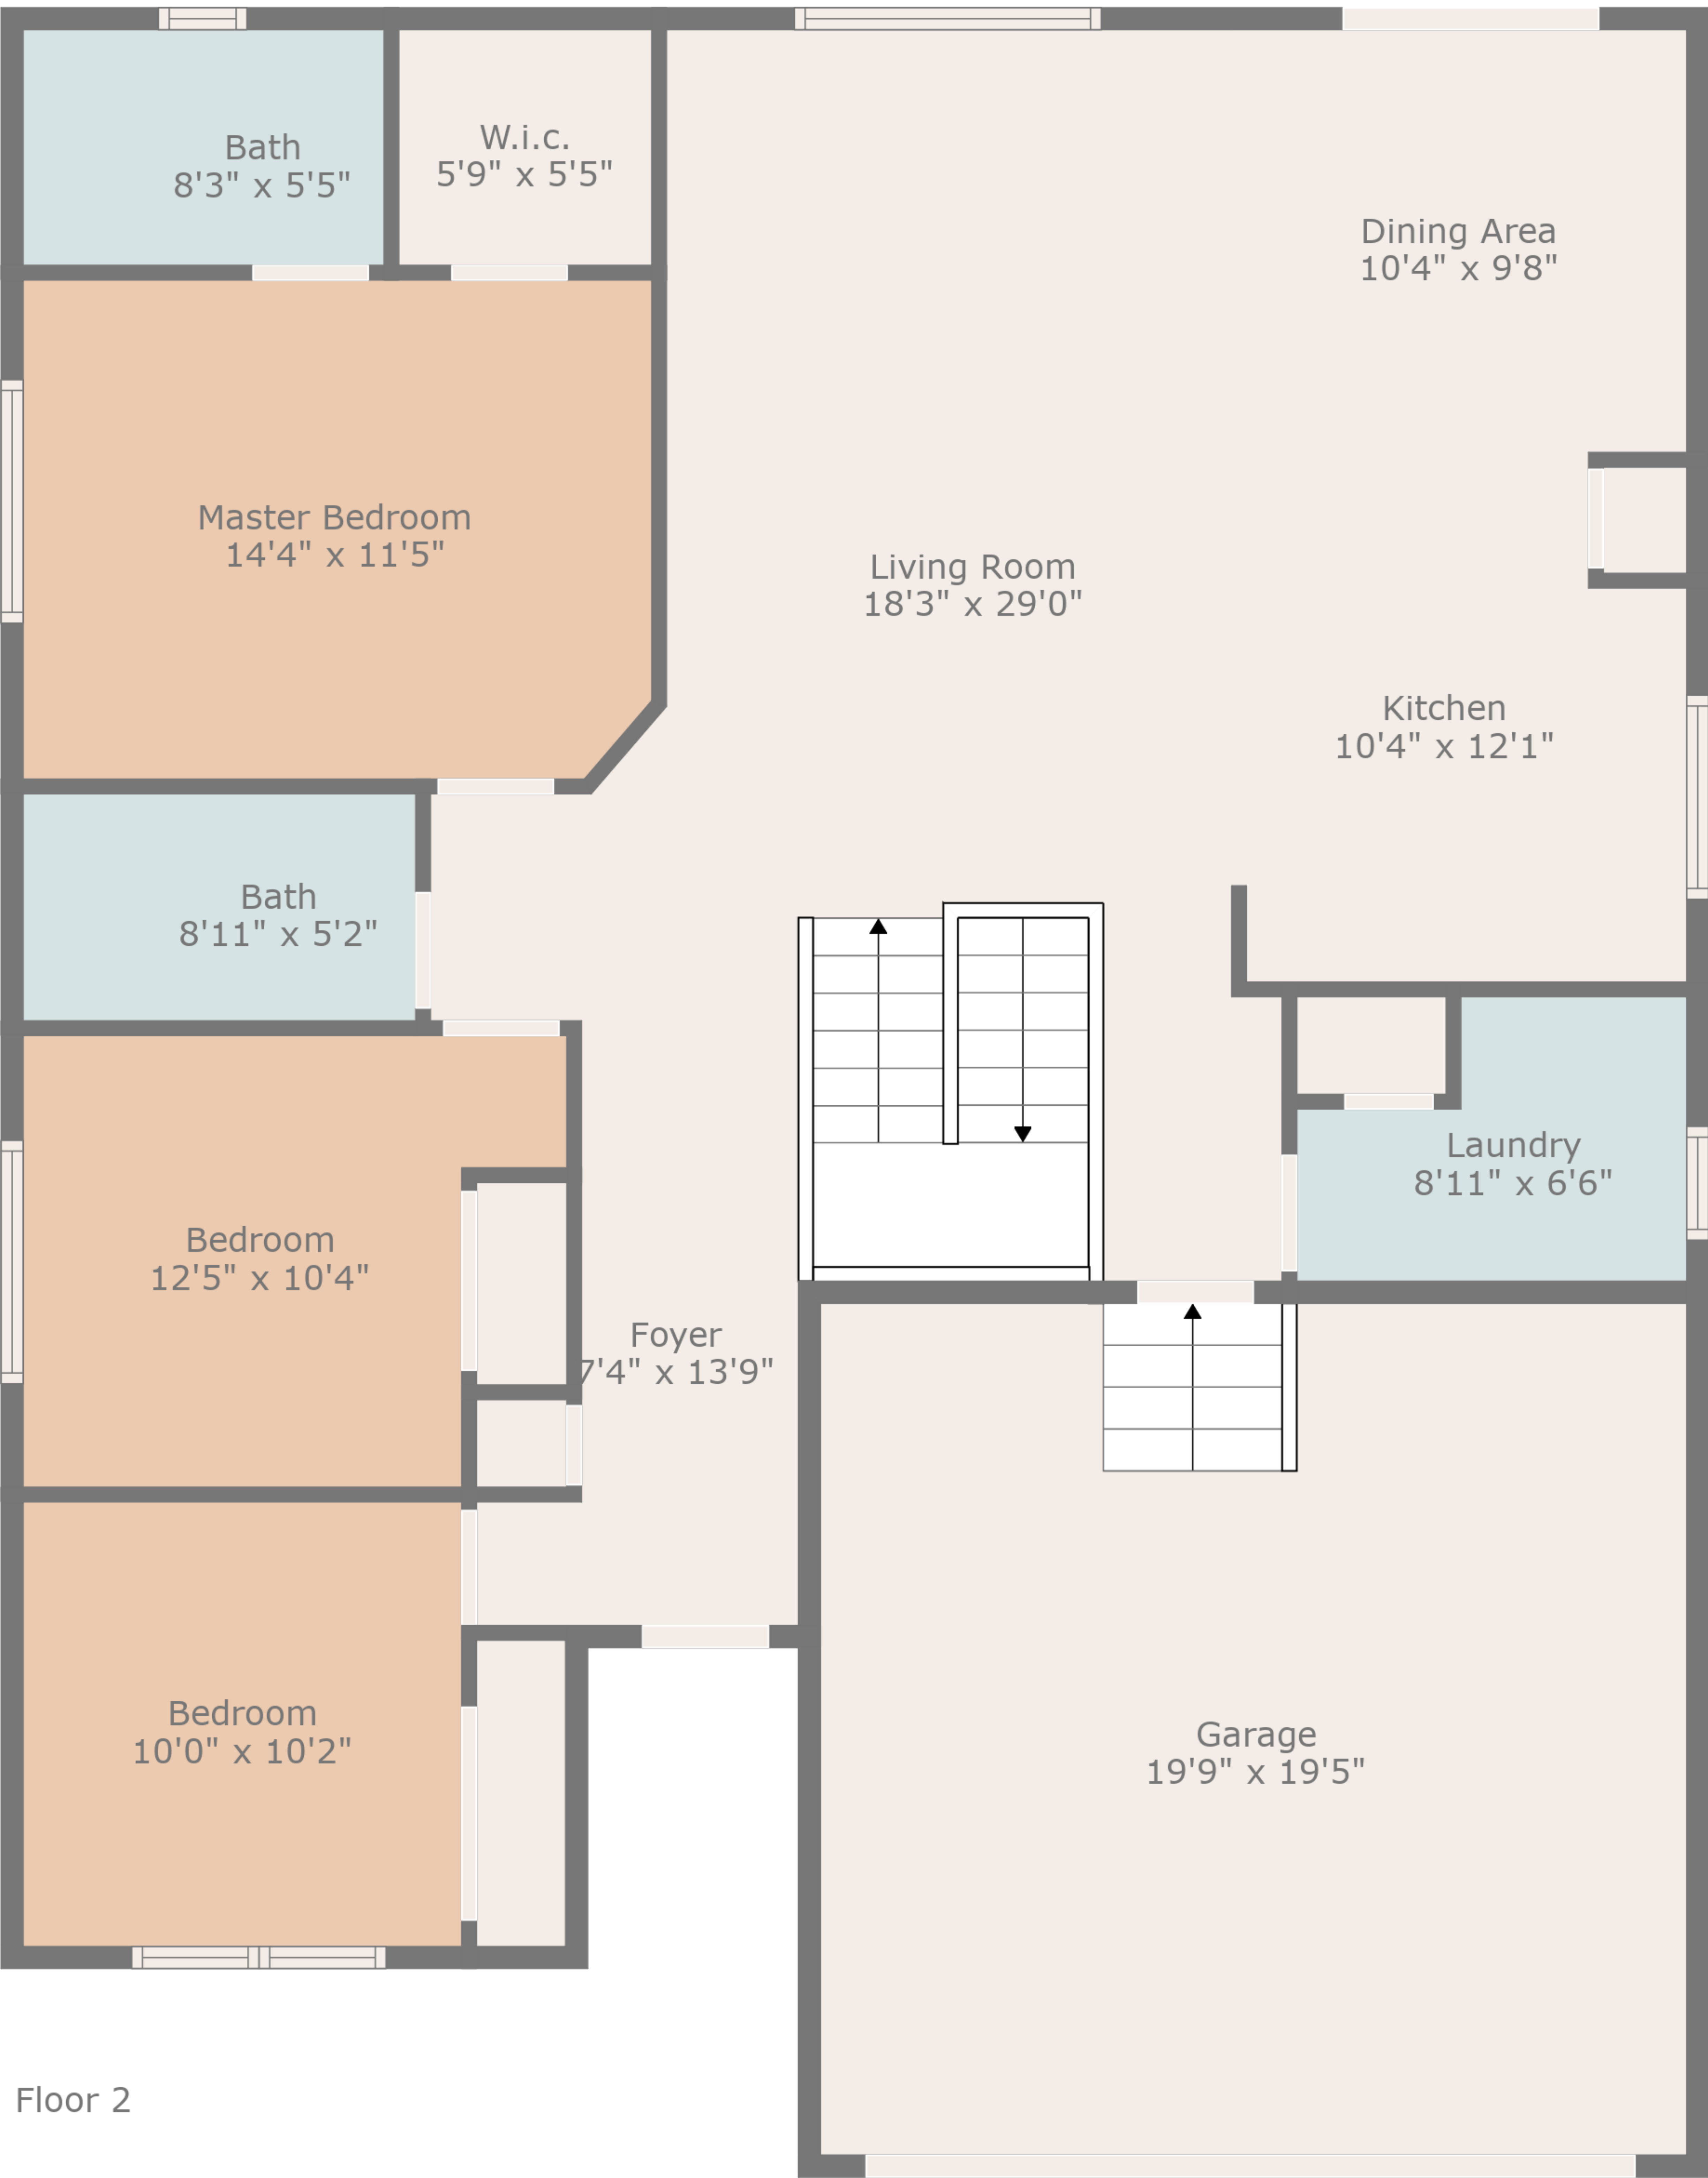 Bath
8'3" x 5'5"
W.i.c.
5'9" x 5'5"
Dining Area
10'4" x 9'8"
Master Bedroom
14'4" x 11'5"
Living Room
18'3" x 29'0"
Kitchen
10'4" x 12'1"
Bath
8'11" x 5'2"
Laundry
8'11" x 6'6"
Bedroom
12'5" x 10'4"
Foyer
7'4" x 13'9"
Bedroom
10'0" x 10'2"
Garage
19'9" x 19'5"
Floor 2